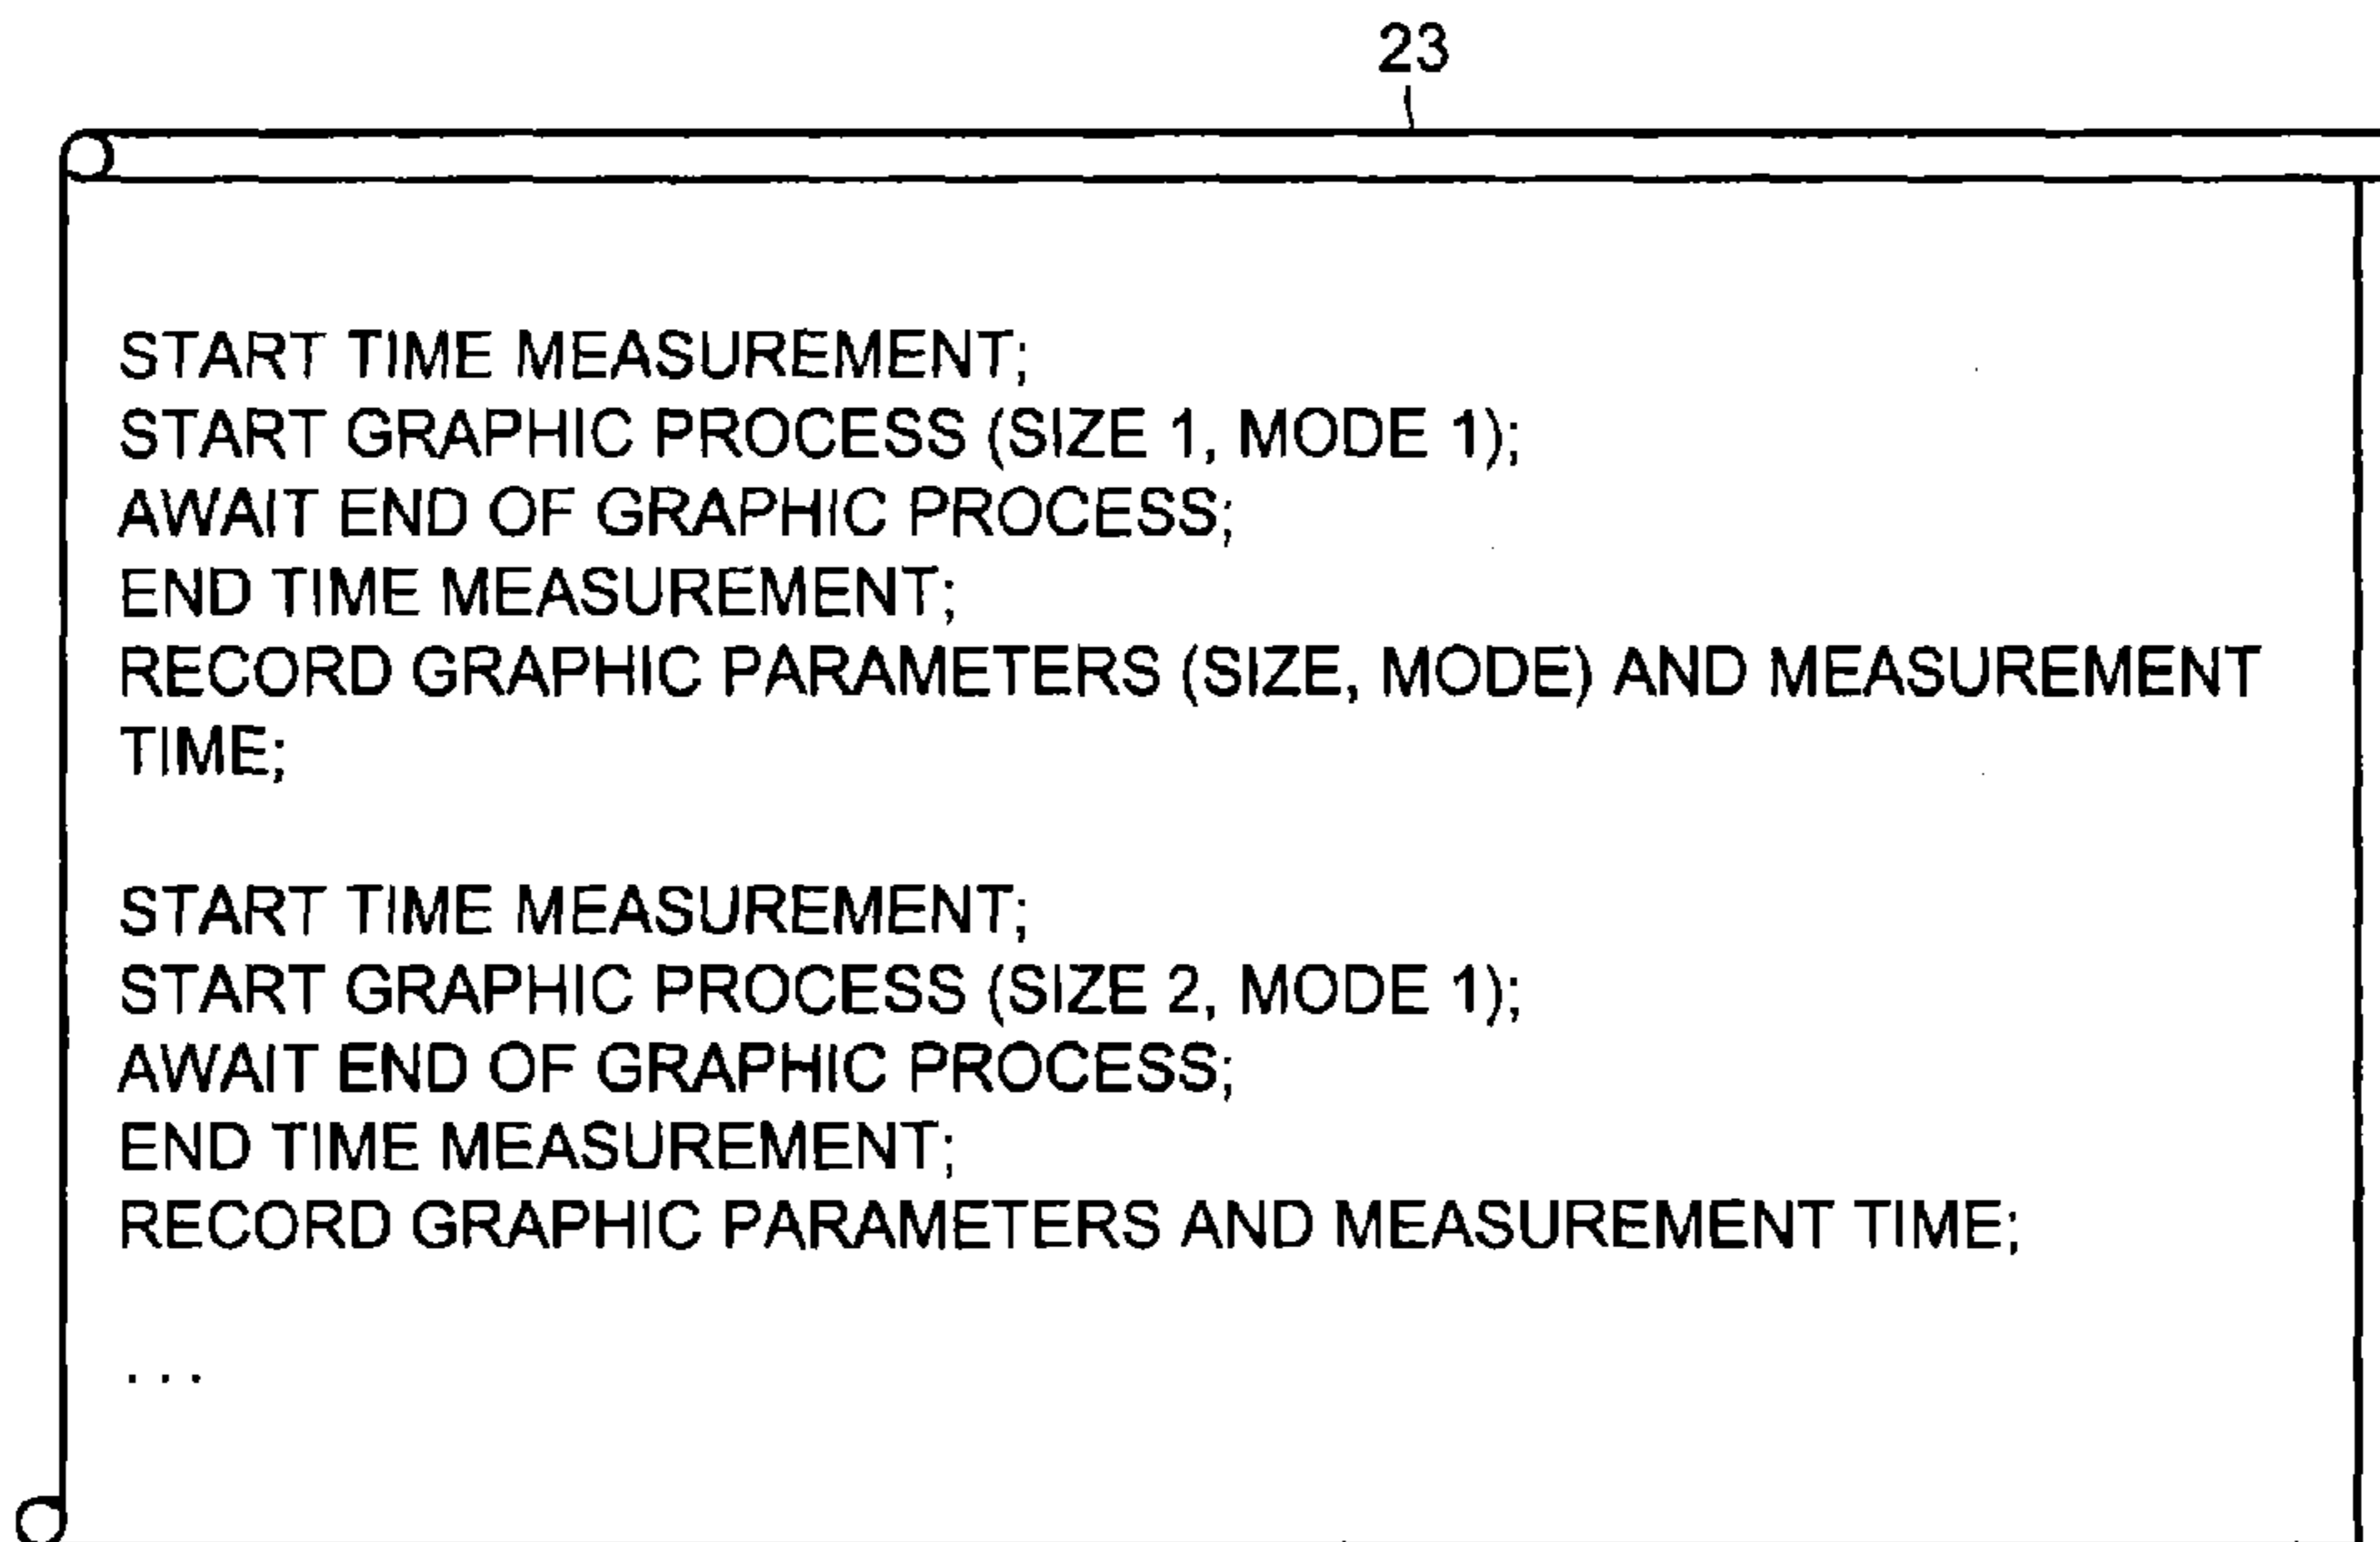 23
START TIME MEASUREMENT;
START GRAPHIC PROCESS (SIZE 1, MODE 1);
AWAIT END OF GRAPHIC PROCESS;
END TIME MEASUREMENT;
RECORD GRAPHIC PARAMETERS (SIZE, MODE) AND MEASUREMENT
TIME;
START TIME MEASUREMENT;
START GRAPHIC PROCESS (SIZE 2, MODE 1);
AWAIT END OF GRAPHIC PROCESS;
END TIME MEASUREMENT;
RECORD GRAPHIC PARAMETERS AND MEASUREMENT TIME;
...